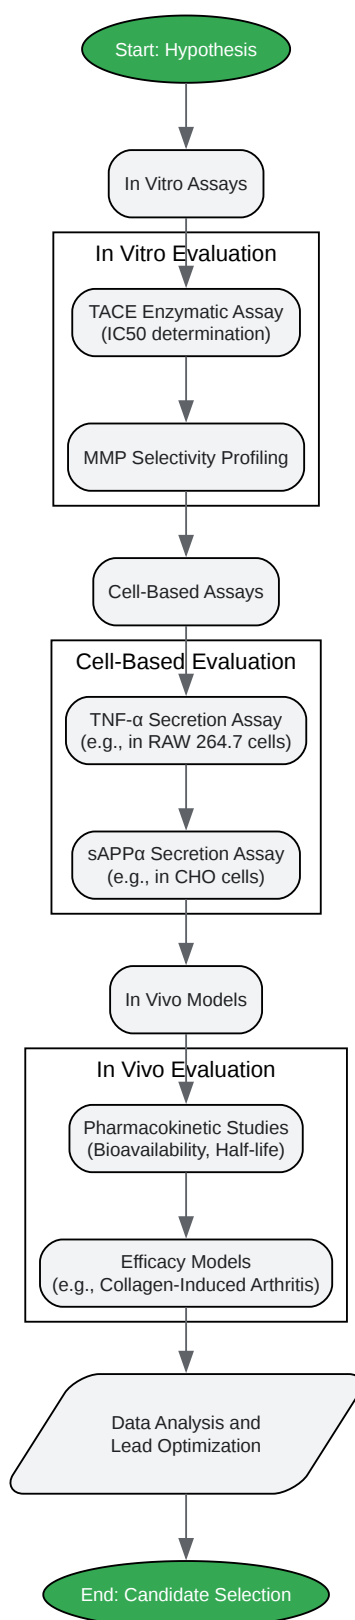 Start: Hypothesis
In Vitro Assays
In Vitro Evaluation
TACE Enzymatic Assay
(IC50 determination)
MMP Selectivity Profiling
Cell-Based Assays
Cell-Based Evaluation
TNF-α Secretion Assay
(e.g., in RAW 264.7 cells)
sAPPα Secretion Assay
(e.g., in CHO cells)
In Vivo Models
In Vivo Evaluation
Pharmacokinetic Studies
(Bioavailability, Half-life)
Efficacy Models
(e.g., Collagen-Induced Arthritis)
Data Analysis and
Lead Optimization
End: Candidate Selection